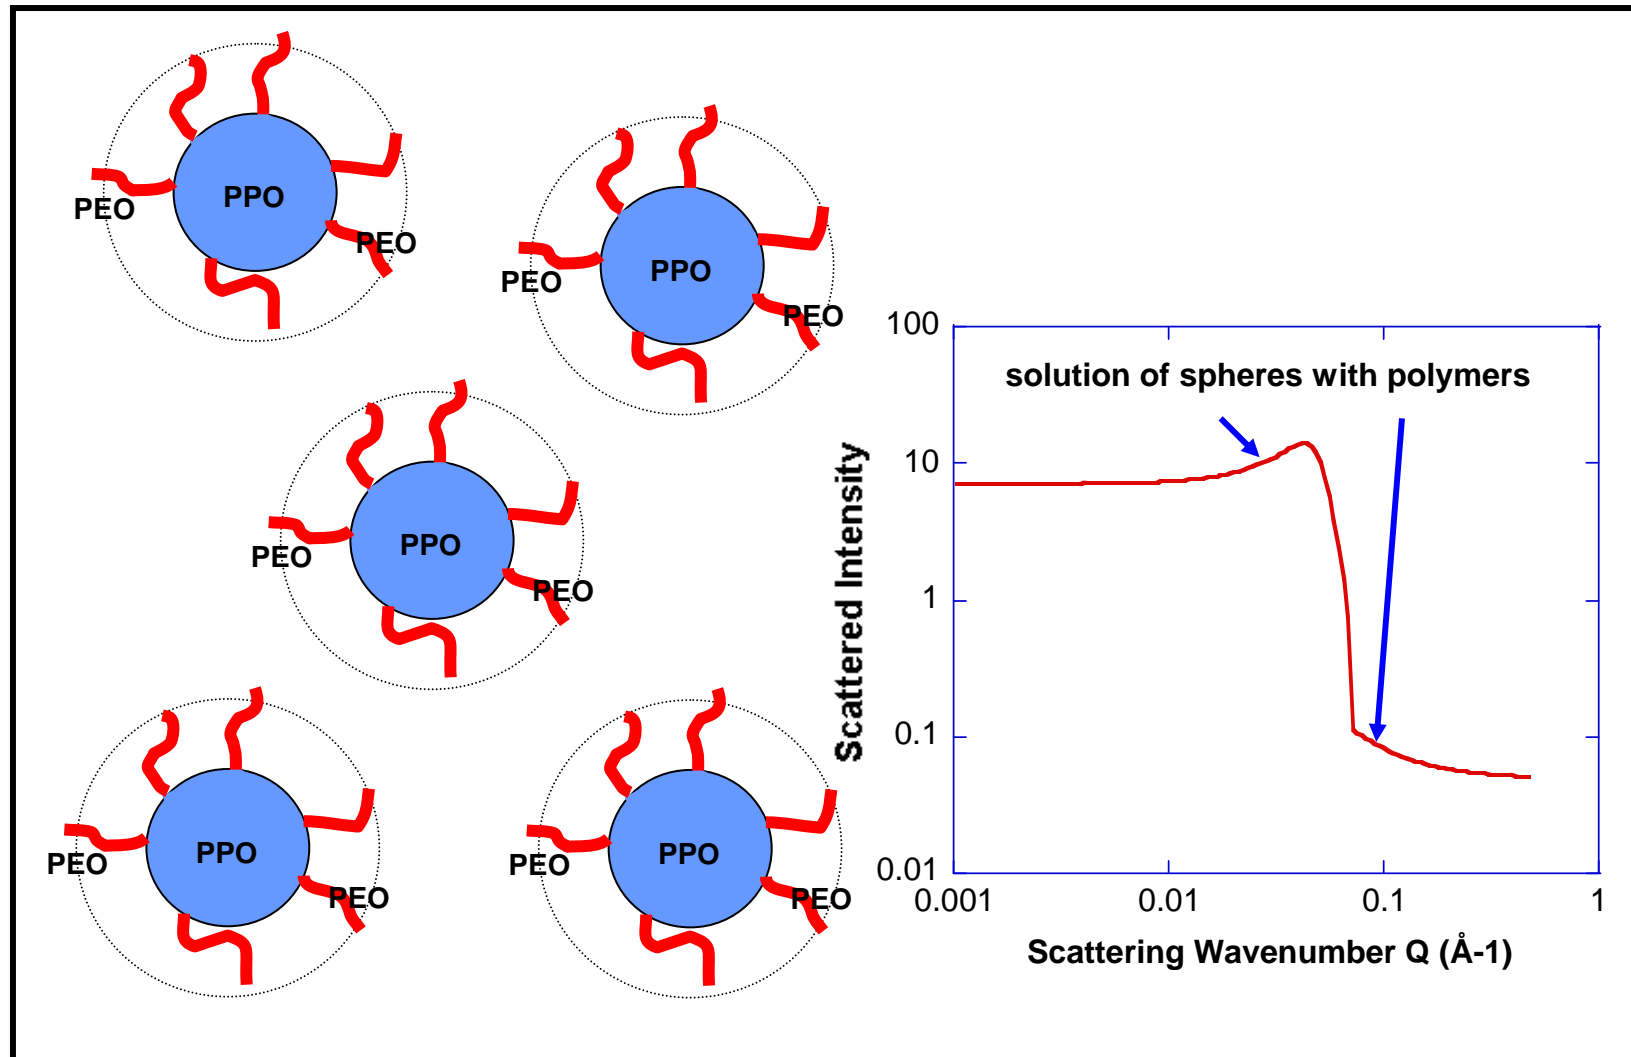 PPO
PEO
PEO
PPO
PEO
PEO
PPO
PEO
PEO
PPO
PEO
PEO
PPO
PEO
PEO
100
10
1
0.1
0.01
solution of spheres with polymers
Scattered Intensity
0.001
0.01
0.1
1
Scattering Wavenumber Q (Å-1)